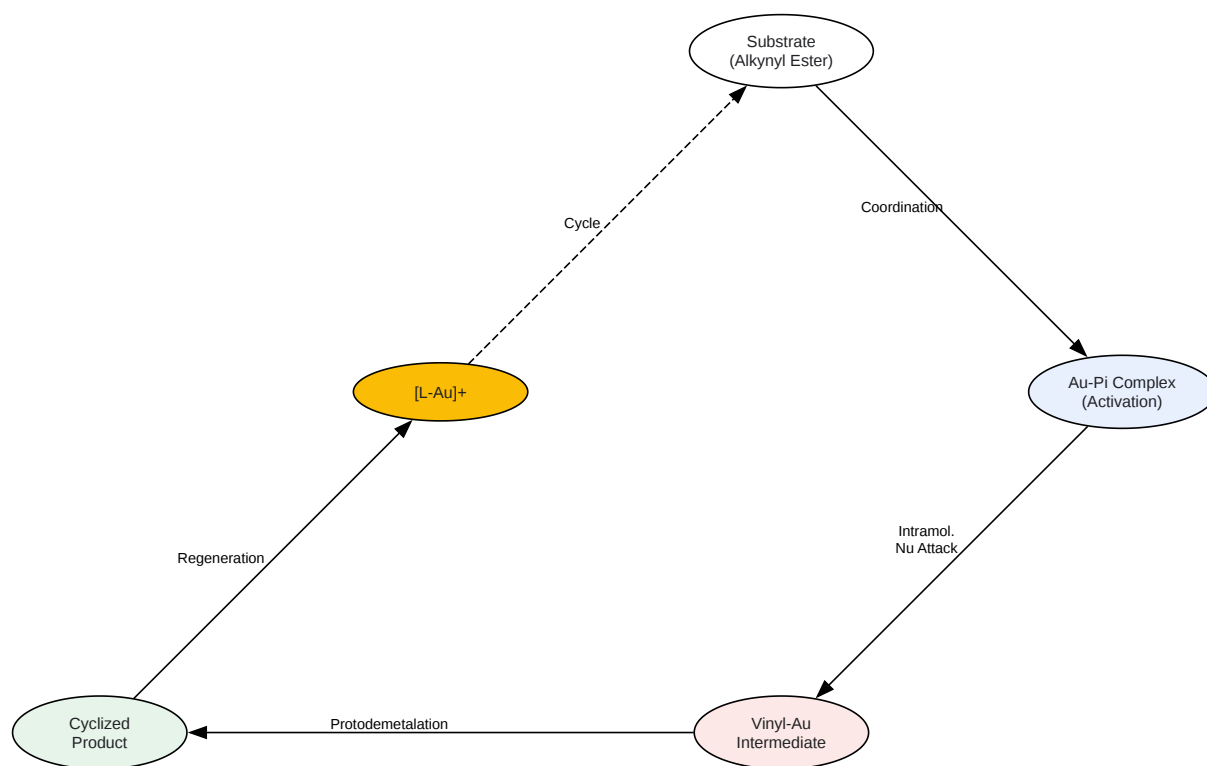 Substrate
(Alkynyl Ester)
Cycle
Coordination
[L-Au]+
Au-Pi Complex
(Activation)
Regeneration
Intramol.
Nu Attack
Cyclized
Product
Protodemetalation
Vinyl-Au
Intermediate